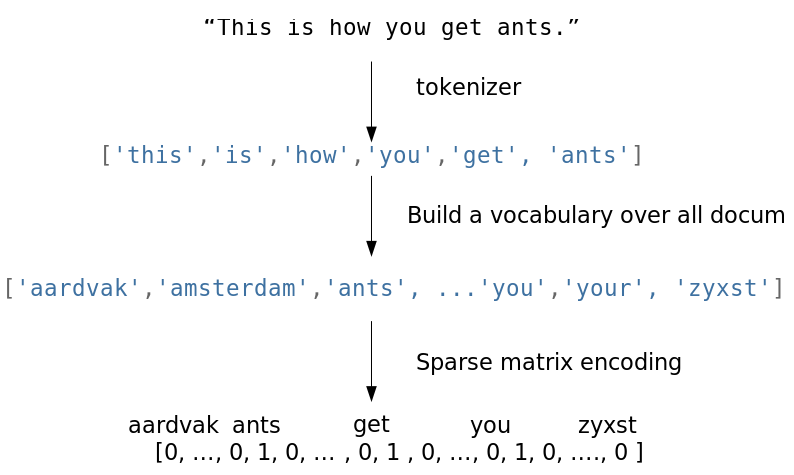 “This is how you get ants.”
tokenizer
['this','is','how','you','get', 'ants']
Build a vocabulary over all docum
['aardvak','amsterdam','ants', ...'you','your', 'zyxst']
Sparse matrix encoding
aardvak ants get you zyxst
[0, …, 0, 1, 0, … , 0, 1 , 0, …, 0, 1, 0, …., 0 ]